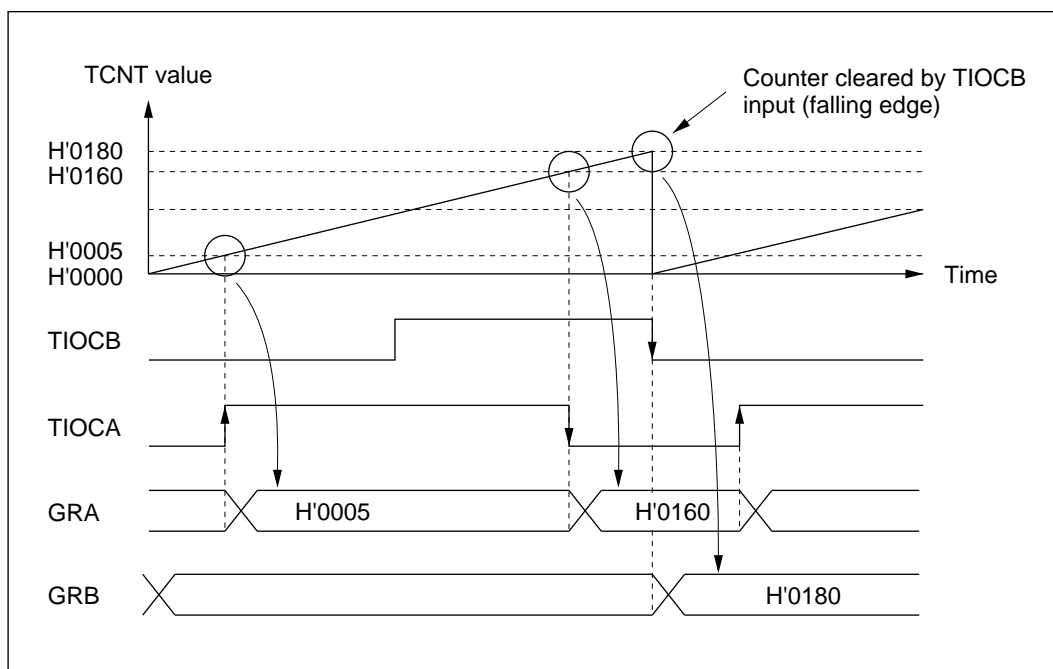 TCNT value
Counter cleared by TIOCB
input (falling edge)
H'0180
H'0160
H'0005
H'0000
Time
TIOCB
TIOCA
GRA
H'0005
H'0160
GRB
H'0180